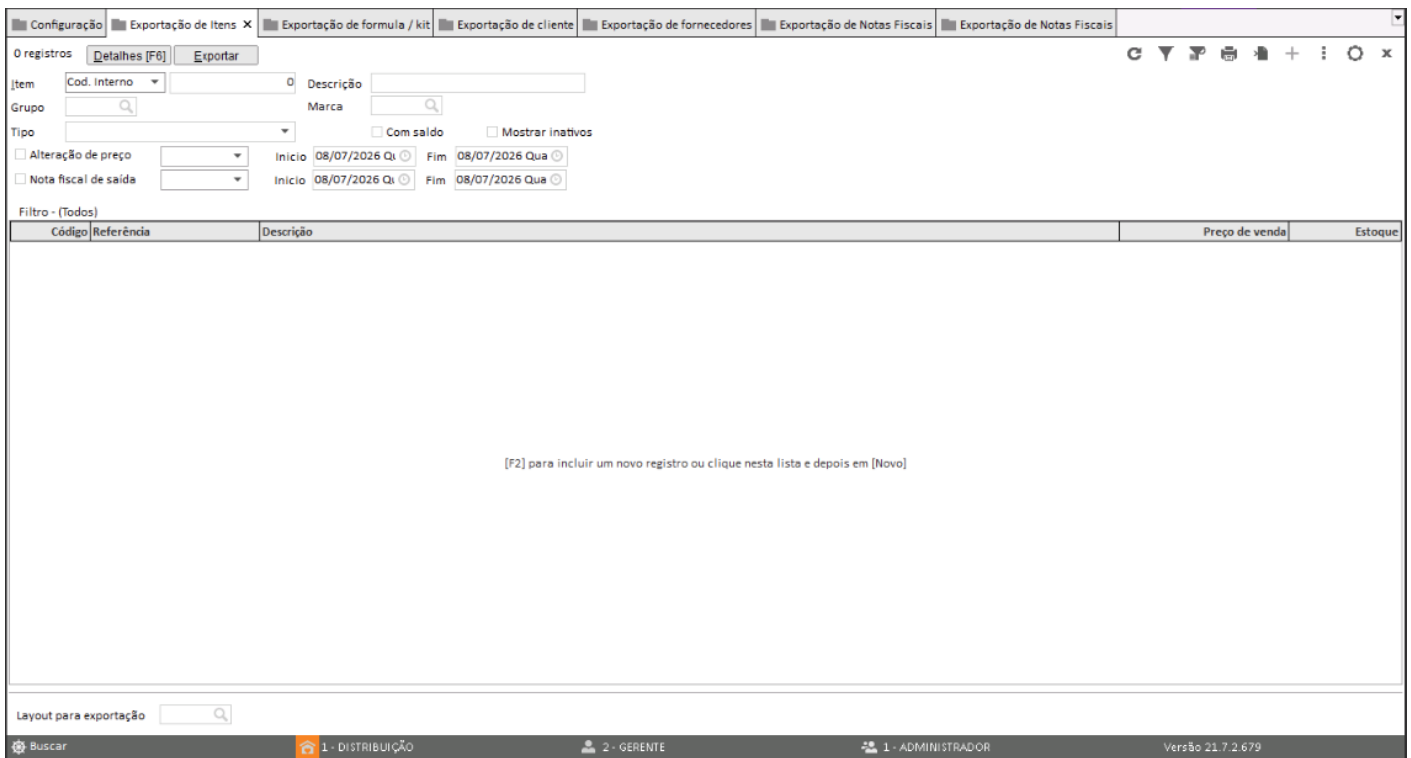 Configuração Exportação de Itens X Exportação de formula / kit Exportação de cliente Exportação de fornecedores Exportação de Notas Fiscais Exportação de Notas Fiscais
0 registros Detalhes [F6] Exportar
Item Cod. Interno 0 Descrição
Grupo Marca
Tipo Com saldo Mostrar inativos
Alteração de preço Inicio 08/07/2026 Fim 08/07/2026 Qua
Nota fiscal de saída Inicio 08/07/2026 Fim 08/07/2026 Qua
Filtro - (Todos)
Código Referência Descrição Preço de venda Estoque
[F2] para incluir um novo registro ou clique nesta lista e depois em [Novo]
Layout para exportação
Buscar 1 - DISTRIBUIÇÃO 2 - GERENTE 1 - ADMINISTRADOR Versão 21.7.2.679